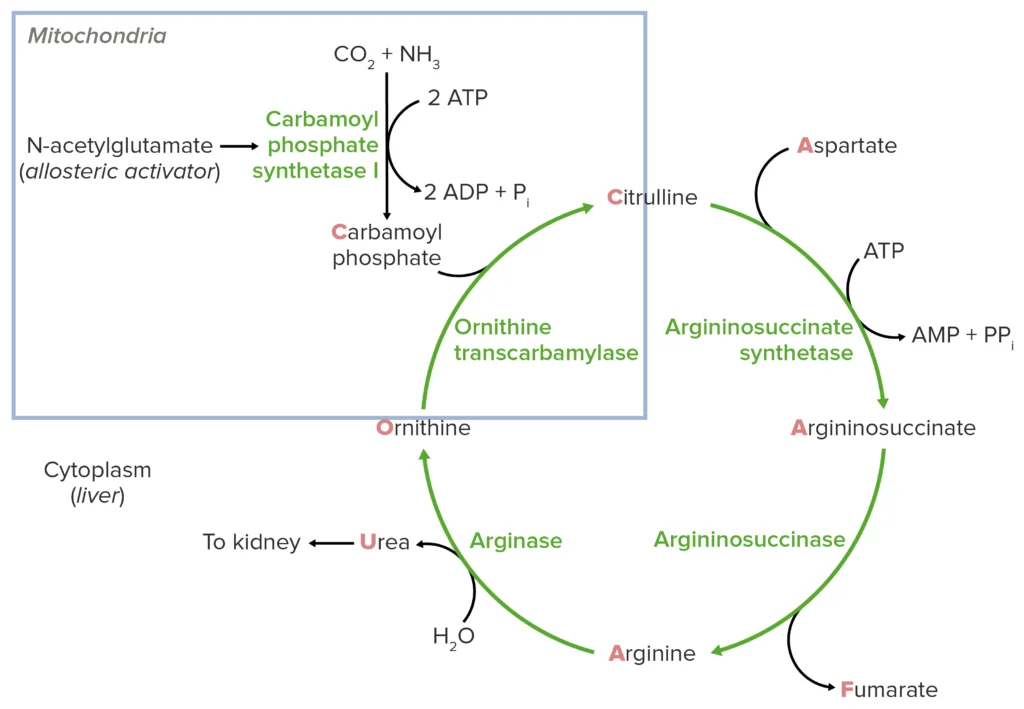 Mitochondria
CO₂ + NH₃
2 ATP
Carbamoyl
phosphate
synthetase I
N-acetylglutamate
(allosteric activator)
2 ADP + Pᵢ
Carbamoyl
phosphate
Citrulline
Aspartate
ATP
Ornithine
transcarbamylase
Argininosuccinate
synthetase
AMP + PPᵢ
Ornithine
Argininosuccinate
Cytoplasm
(liver)
To kidney
Urea
Arginase
Argininosuccinase
H₂O
Arginine
Fumarate